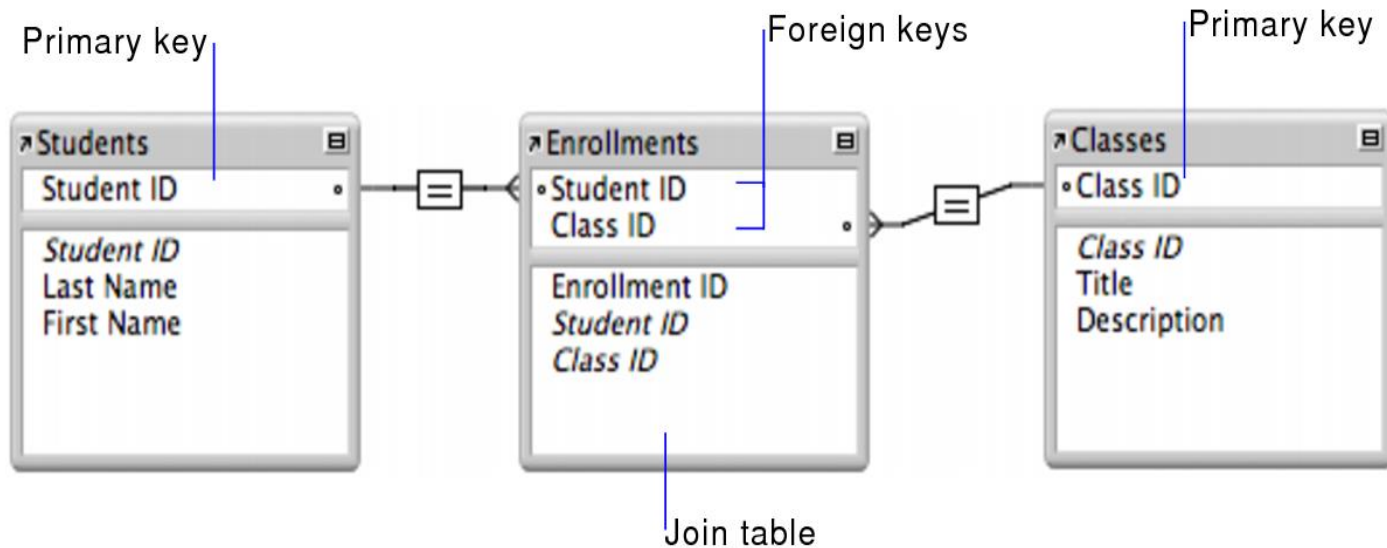 Primary key
Foreign keys
Primary key
Students
Student ID
Student ID
Last Name
First Name
=
Enrollments
Student ID
Class ID
Enrollment ID
Student ID
Class ID
=
Classes
Class ID
Class ID
Title
Description
Join table